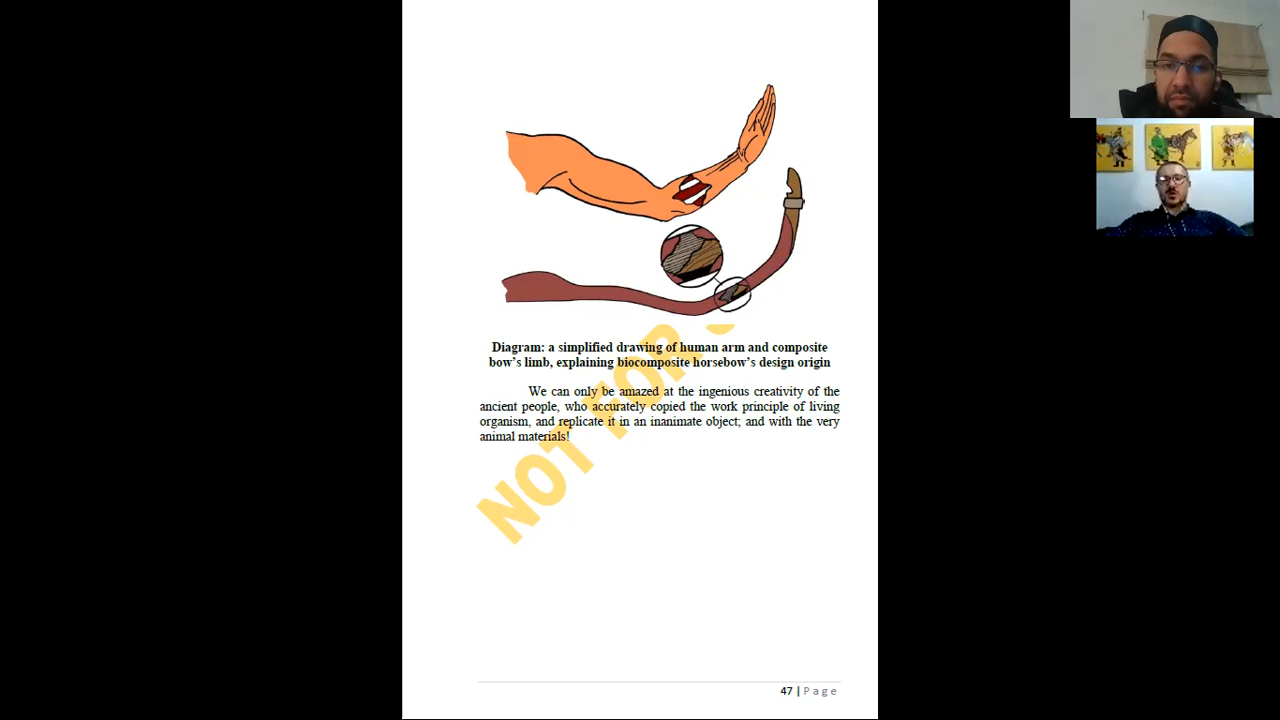 Diagram: a simplified drawing of human arm and composite
bow's limb, explaining biocomposite horsebow's design origin
We can only be amazed at the ingenious creativity of the
ancient people, who accurately copied the work principle of living
organism, and replicate it in an inanimate object; and with the very
animal materials!
NOT FOR
47 | Page